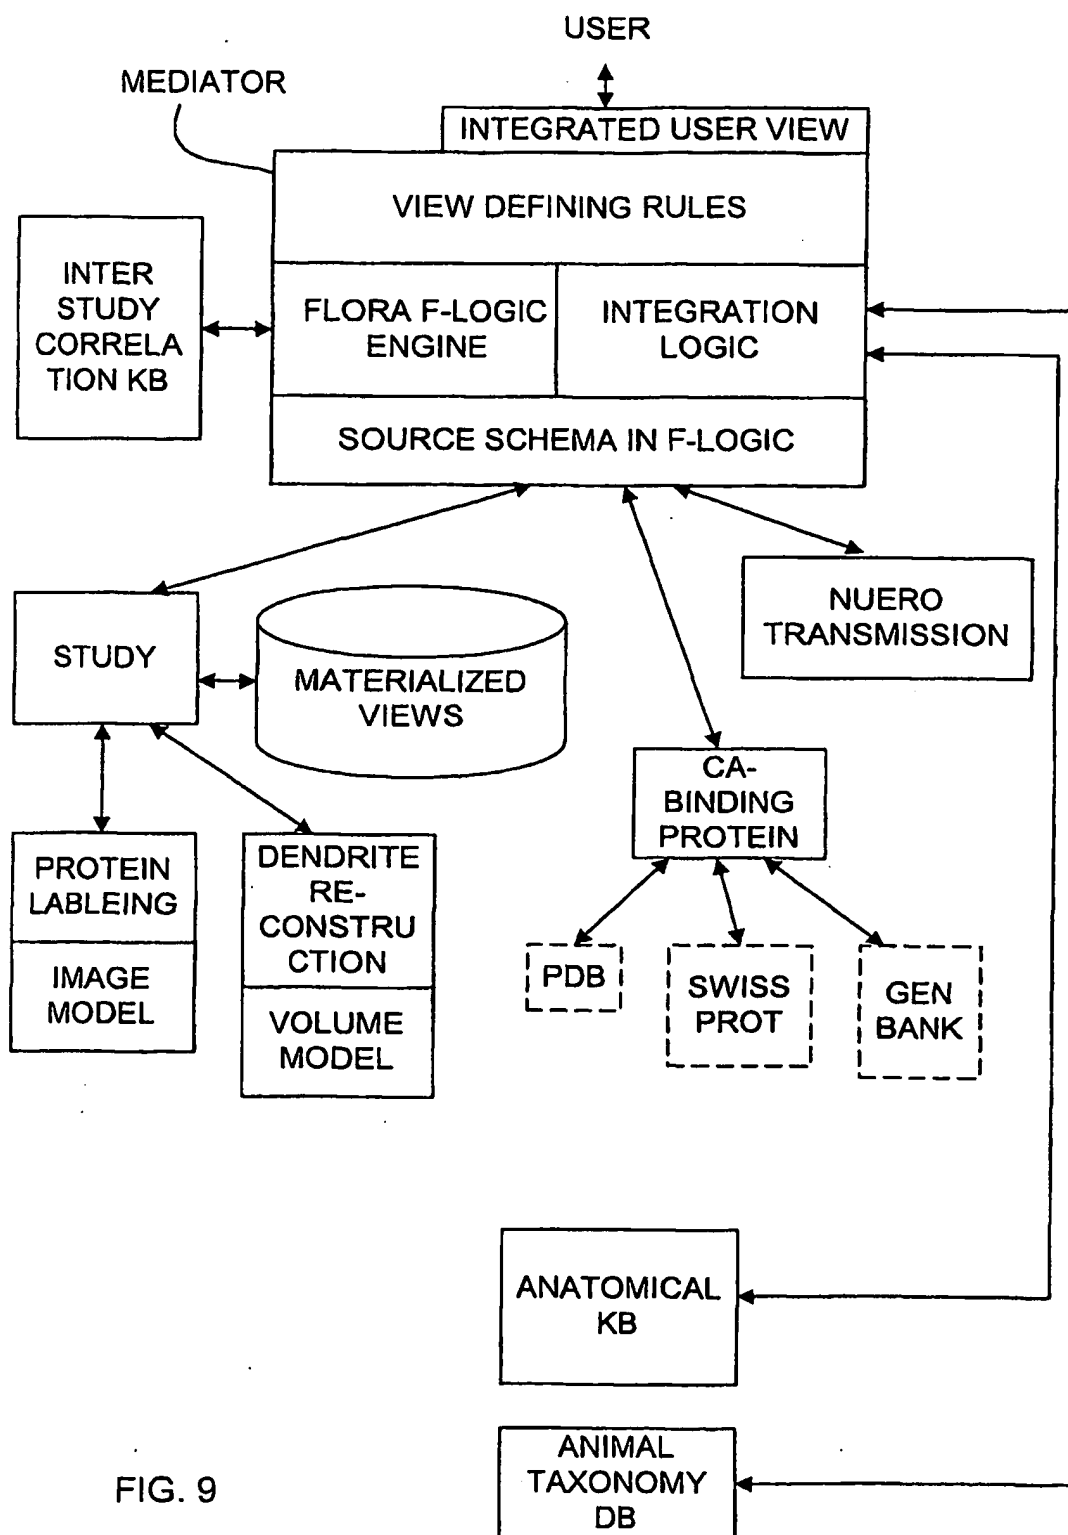 USER
MEDIATOR
INTEGRATED USER VIEW
VIEW DEFINING RULES
INTER
STUDY
CORRELA
TION KB
FLORA F-LOGIC
ENGINE
INTEGRATION
LOGIC
SOURCE SCHEMA IN F-LOGIC
STUDY
MATERIALIZED
VIEWS
NUERO
TRANSMISSION
CA-
BINDING
PROTEIN
PROTEIN
LABLEING
IMAGE
MODEL
DENDRITE
RE-
CONSTRU
CTION
VOLUME
MODEL
PDB
SWISS
PROT
GEN
BANK
ANATOMICAL
KB
ANIMAL
TAXONOMY
DB
FIG. 9